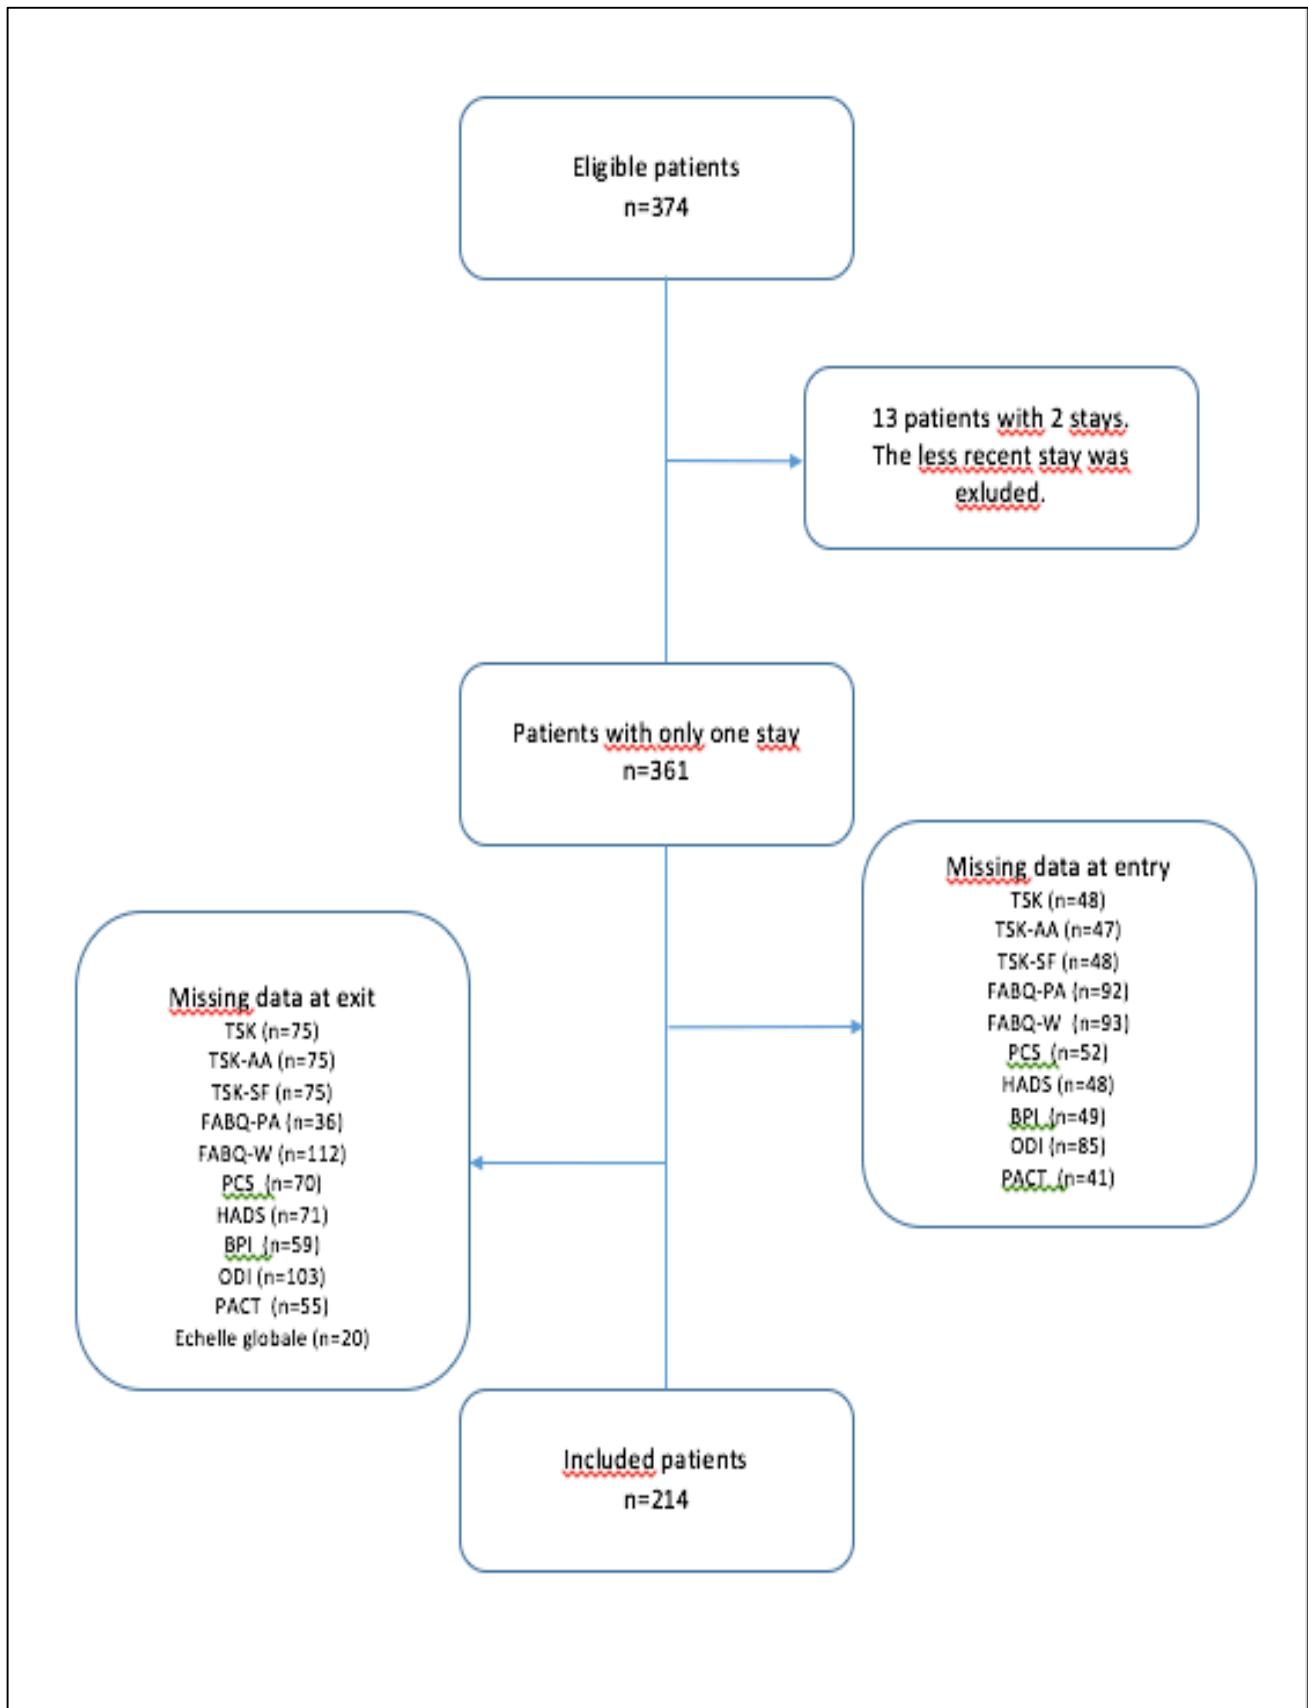 Eligible patients
n=374
13 patients with 2 stays.
The less recent stay was
exluded.
Patients with only one stay
n=361
Missing data at entry
TSK (n=48)
TSK-AA (n=47)
TSK-SF (n=48)
FABQ-PA (n=92)
FABQ-W (n=93)
PCS (n=52)
HADS (n=48)
BPI (n=49)
ODI (n=85)
PACT (n=41)
Missing data at exit
TSK (n=75)
TSK-AA (n=75)
TSK-SF (n=75)
FABQ-PA (n=36)
FABQ-W (n=112)
PCS (n=70)
HADS (n=71)
BPI (n=59)
ODI (n=103)
PACT (n=55)
Echelle globale (n=20)
Included patients
n=214